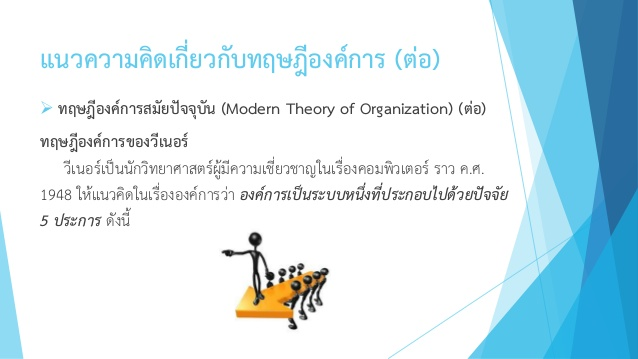 แนวความคิดเกี่ยวกับทฤษฎีองค์การ (ต่อ)
ทฤษฎีองค์การสมัยปัจจุบัน (Modern Theory of Organization) (ต่อ)
ทฤษฎีองค์การของวีเนอร์
วีเนอร์เป็นนักวิทยาศาสตร์ผู้มีความเชี่ยวชาญในเรื่องคอมพิวเตอร์ ราว ค.ศ.
1948 ให้แนวคิดในเรื่ององค์การว่า องค์การเป็นระบบหนึ่งที่ประกอบไปด้วยปัจจัย
5 ประการ ดังนี้